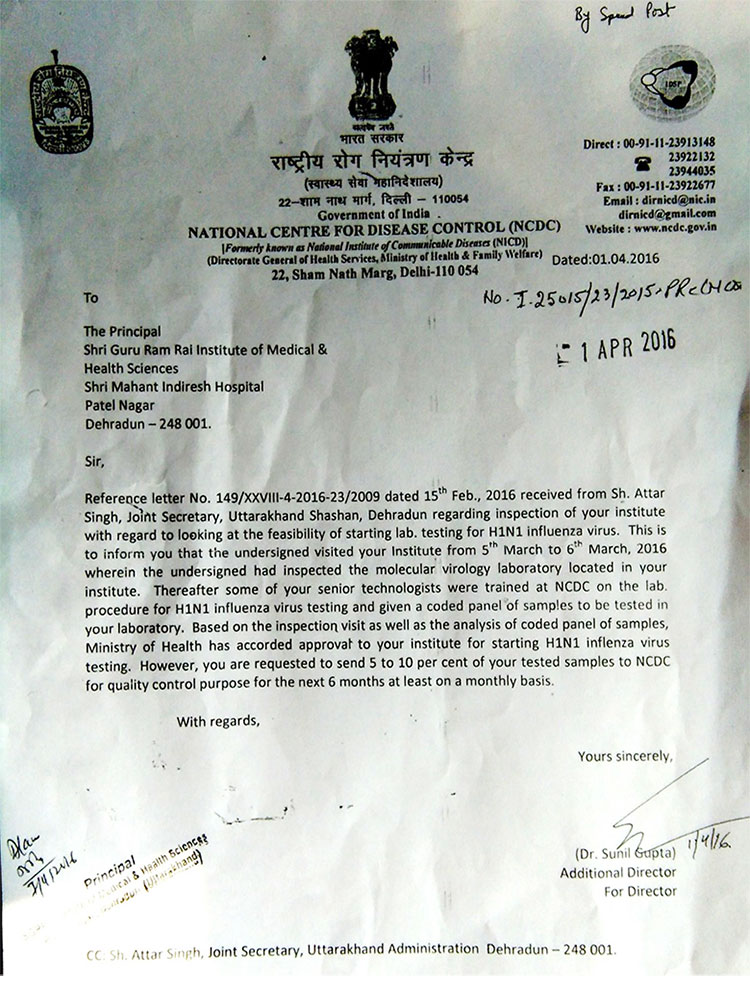 By Speed Post
IDSP
सत्यमेव जयते
भारत सरकार
राष्ट्रीय रोग नियंत्रण केन्द्र
(स्वास्थ्य सेवा महानिदेशालय)
22-शाम नाथ मार्ग, दिल्ली - 110054
Government of India
NATIONAL CENTRE FOR DISEASE CONTROL (NCDC)
[Formerly known as National Institute of Communicable Diseases (NICD)]
(Directorate General of Health Services, Ministry of Health & Family Welfare)
22, Sham Nath Marg, Delhi-110 054
Direct : 00-91-11-23913148
23922132
23944035
Fax : 00-91-11-23922677
Email : dirnicd@nic.in
dirnicd@gmail.com
Website : www.ncdc.gov.in
Dated:01.04.2016
No. I.25015/23/2015-
1 APR 2016
To
The Principal
Shri Guru Ram Rai Institute of Medical &
Health Sciences
Shri Mahant Indiresh Hospital
Patel Nagar
Dehradun – 248 001.
Sir,
Reference letter No. 149/XXVIII-4-2016-23/2009 dated 15th Feb., 2016 received from Sh. Attar
Singh, Joint Secretary, Uttarakhand Shashan, Dehradun regarding inspection of your institute
with regard to looking at the feasibility of starting lab. testing for H1N1 influenza virus. This is
to inform you that the undersigned visited your Institute from 5th March to 6th March, 2016
wherein the undersigned had inspected the molecular virology laboratory located in your
institute. Thereafter some of your senior technologists were trained at NCDC on the lab.
procedure for H1N1 influenza virus testing and given a coded panel of samples to be tested in
your laboratory. Based on the inspection visit as well as the analysis of coded panel of samples,
Ministry of Health has accorded approval to your institute for starting H1N1 inflenza virus
testing. However, you are requested to send 5 to 10 per cent of your tested samples to NCDC
for quality control purpose for the next 6 months at least on a monthly basis.
With regards,
Yours sincerely,
1/4/16
(Dr. Sunil Gupta)
Additional Director
For Director
Principal
Medical & Health Sciences
(Uttarakhand)
CC: Sh. Attar Singh, Joint Secretary, Uttarakhand Administration Dehradun – 248 001.